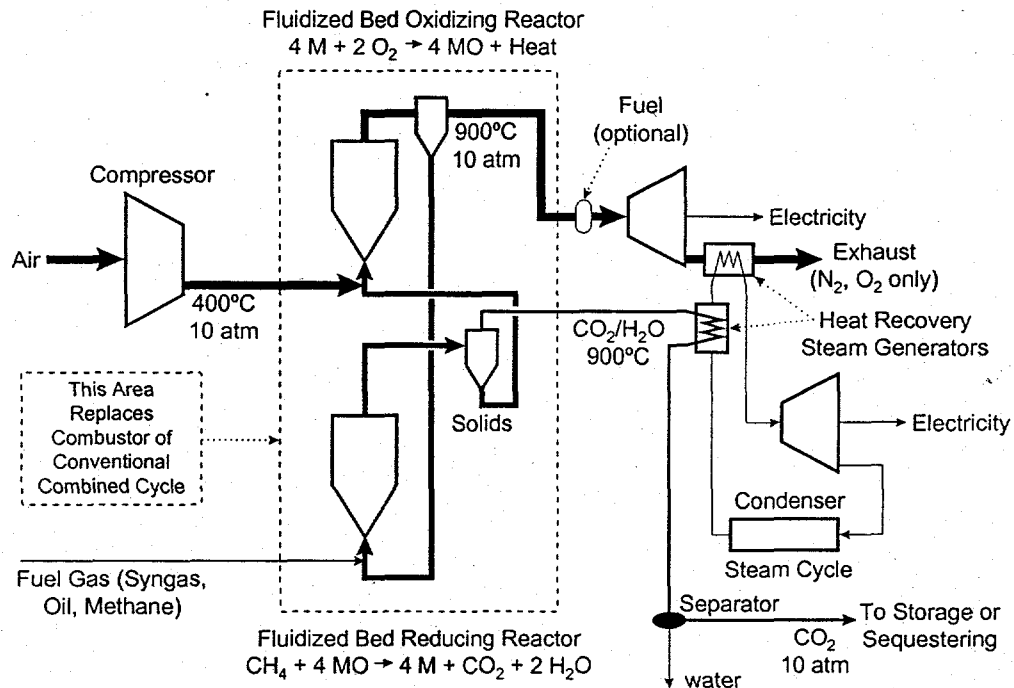 Fluidized Bed Oxidizing Reactor
4 M + 2 O₂ → 4 MO + Heat
Compressor
Air
400ºC
10 atm
900ºC
10 atm
Fuel
(optional)
Electricity
Exhaust
(N₂, O₂ only)
CO₂/H₂O
900ºC
Heat Recovery
Steam Generators
This Area
Replaces
Combustor of
Conventional
Combined Cycle
Solids
Electricity
Condenser
Steam Cycle
Fuel Gas (Syngas,
Oil, Methane)
Separator
To Storage or
Sequestering
CO₂
10 atm
water
Fluidized Bed Reducing Reactor
CH₄ + 4 MO → 4 M + CO₂ + 2 H₂O